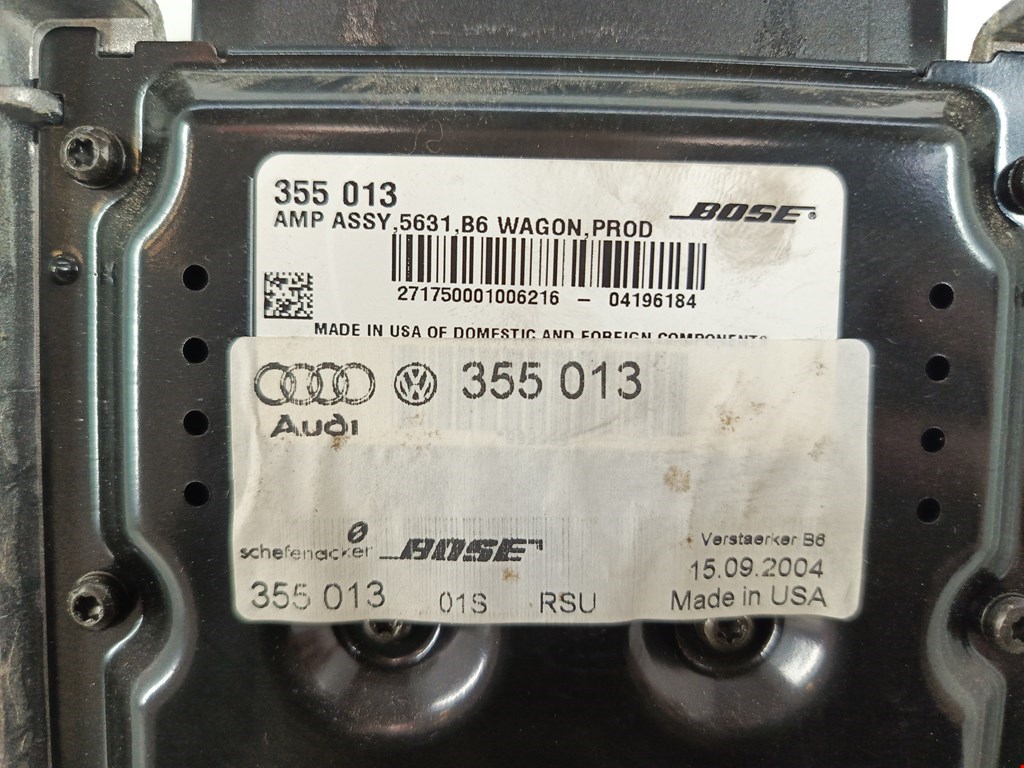 355 013
AMP ASSY,5631,B6 WAGON,PROD
BOSE®
271750001006216 – 04196184
MADE IN USA OF DOMESTIC AND FOREIGN COMPONENTS
355 013
Audi
schefenacker BOSE
Verstaerker B6
15.09.2004
355 013 01S RSU Made in USA